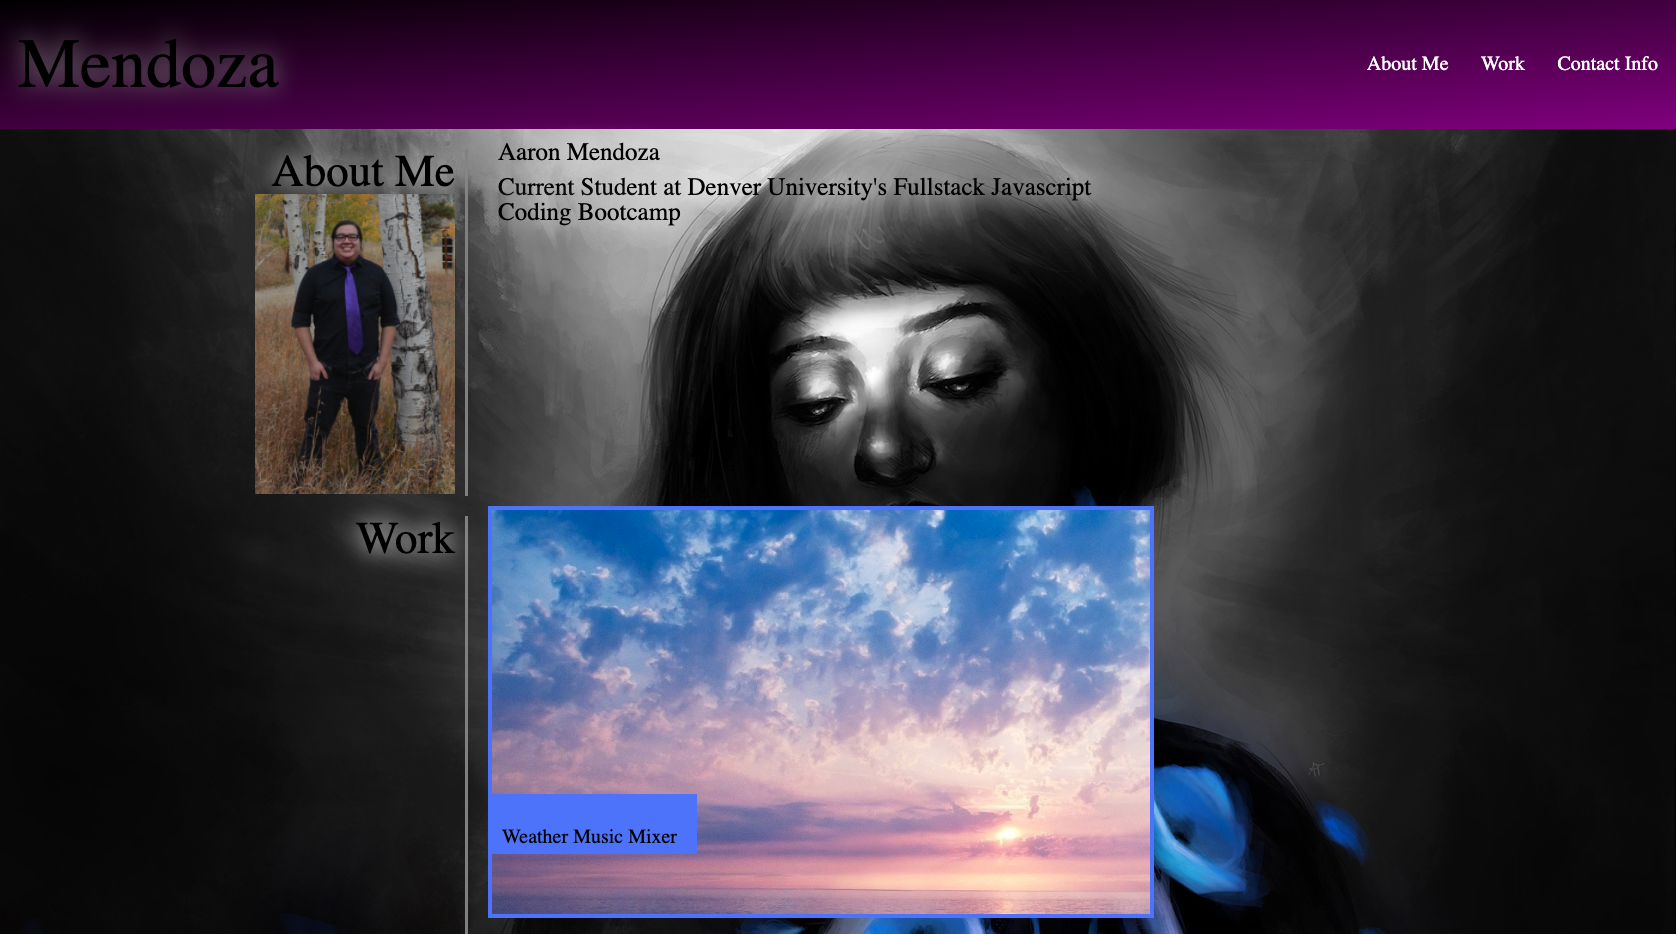 Mendoza
About Me
Work
Contact Info
About Me
Aaron Mendoza
Current Student at Denver University's Fullstack Javascript
Coding Bootcamp
Work
Weather Music Mixer